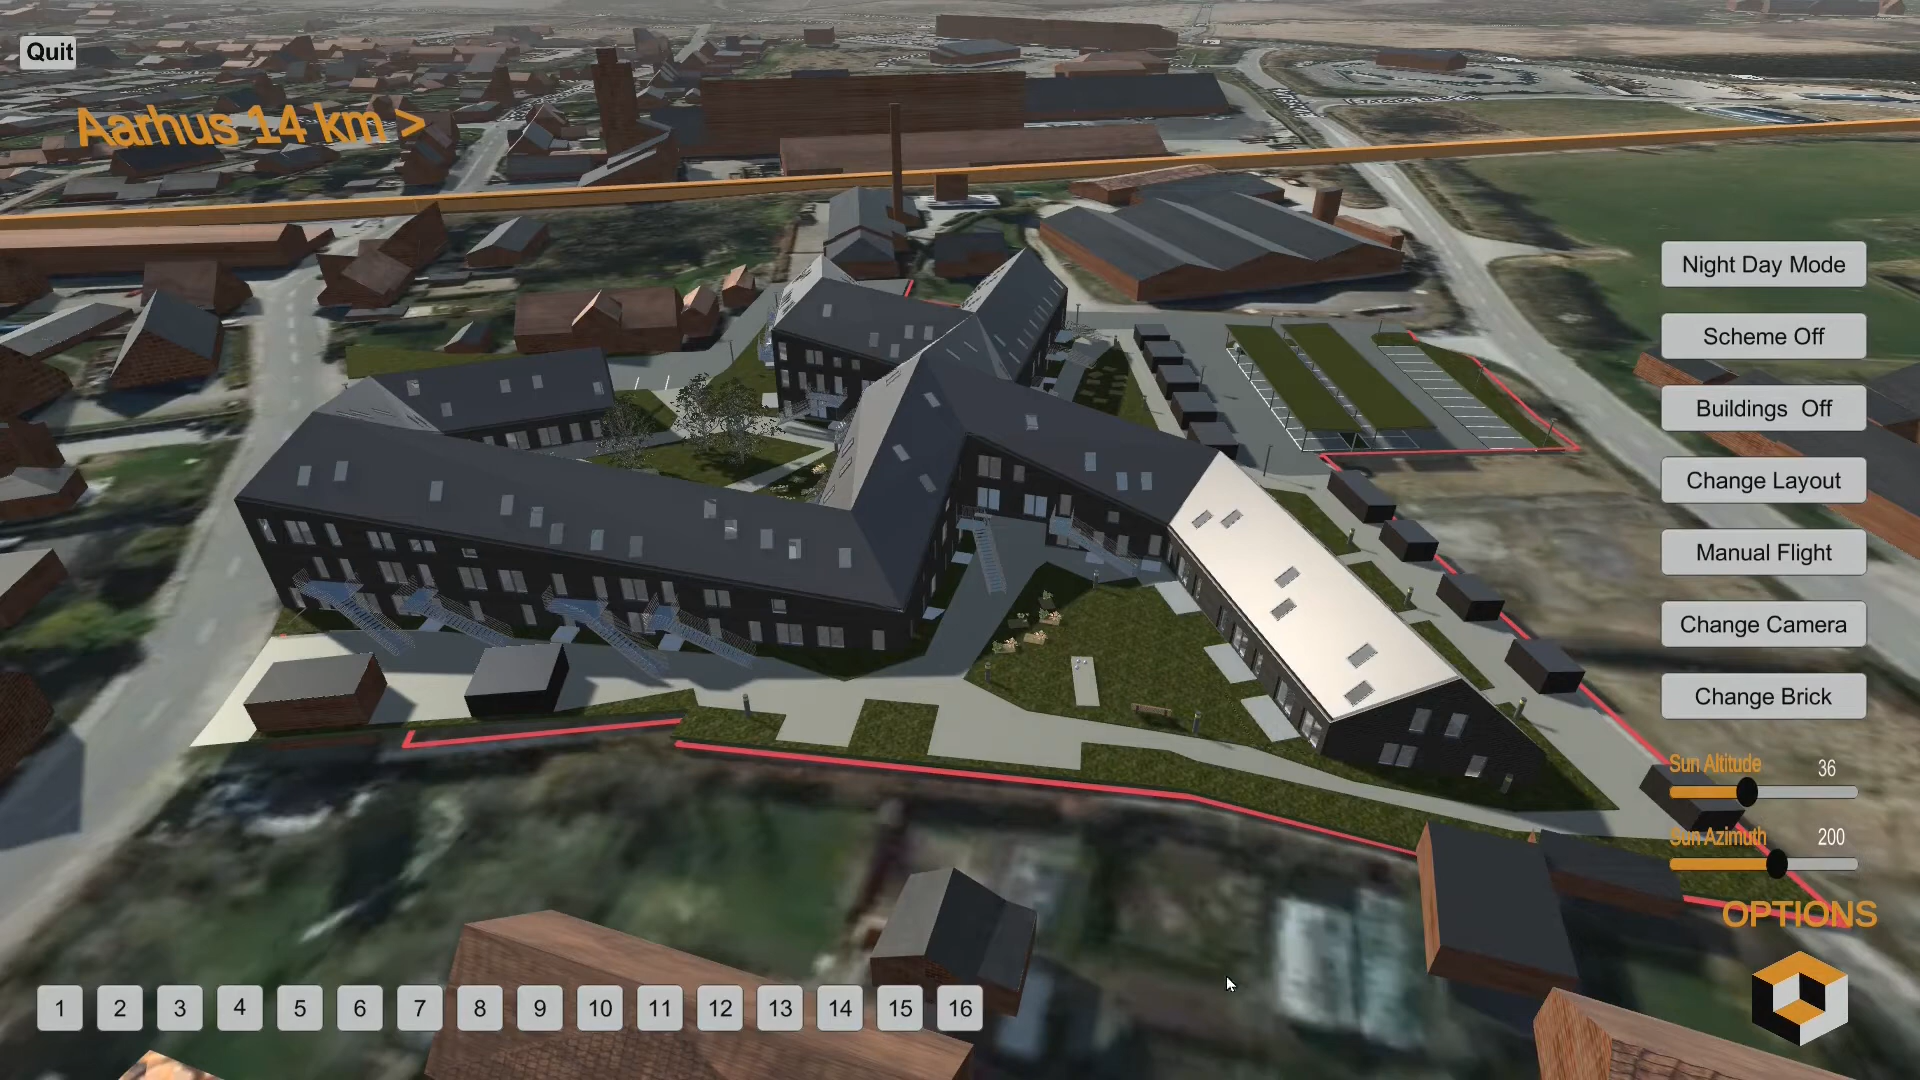 Quit
Aarhus 14 km >
Night Day Mode
Scheme Off
Buildings  Off
Change Layout
Manual Flight
Change Camera
Change Brick
Sun Altitude 36
Sun Azimuth 200
OPTIONS
1 2 3 4 5 6 7 8 9 10 11 12 13 14 15 16